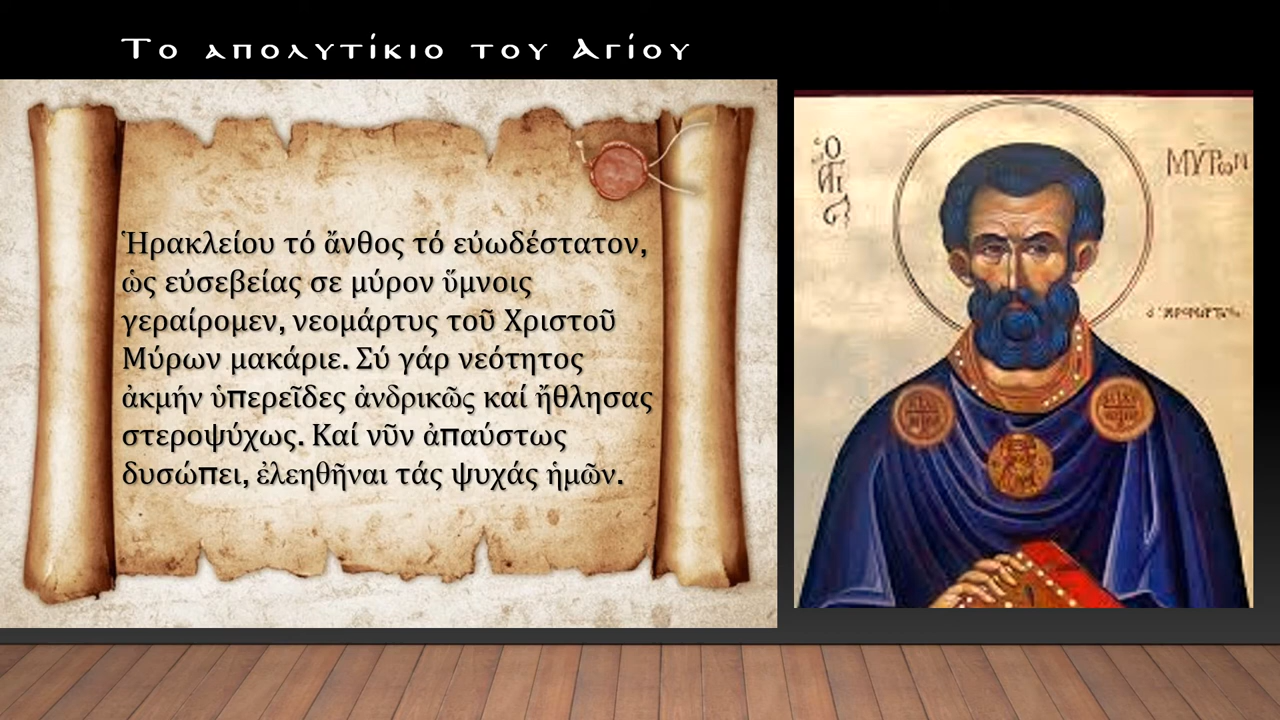 Το απολυτίκιο του Αγίου
Ἡρακλείου τό ἄνθος τό εὐωδέστατον,
ὡς εὐσεβείας σε μύρον ὕμνοις
γεραίρομεν, νεομάρτυς τοῦ Χριστοῦ
Μύρων μακάριε. Σύ γάρ νεότητος
ἀκμήν ὑπερεῖδες ἀνδρικῶς καί ἤθλησας
στεροψύχως. Καί νῦν ἀπαύστως
δυσώπει, ἐλεηθῆναι τάς ψυχάς ἡμῶν.
ΜΥΡων